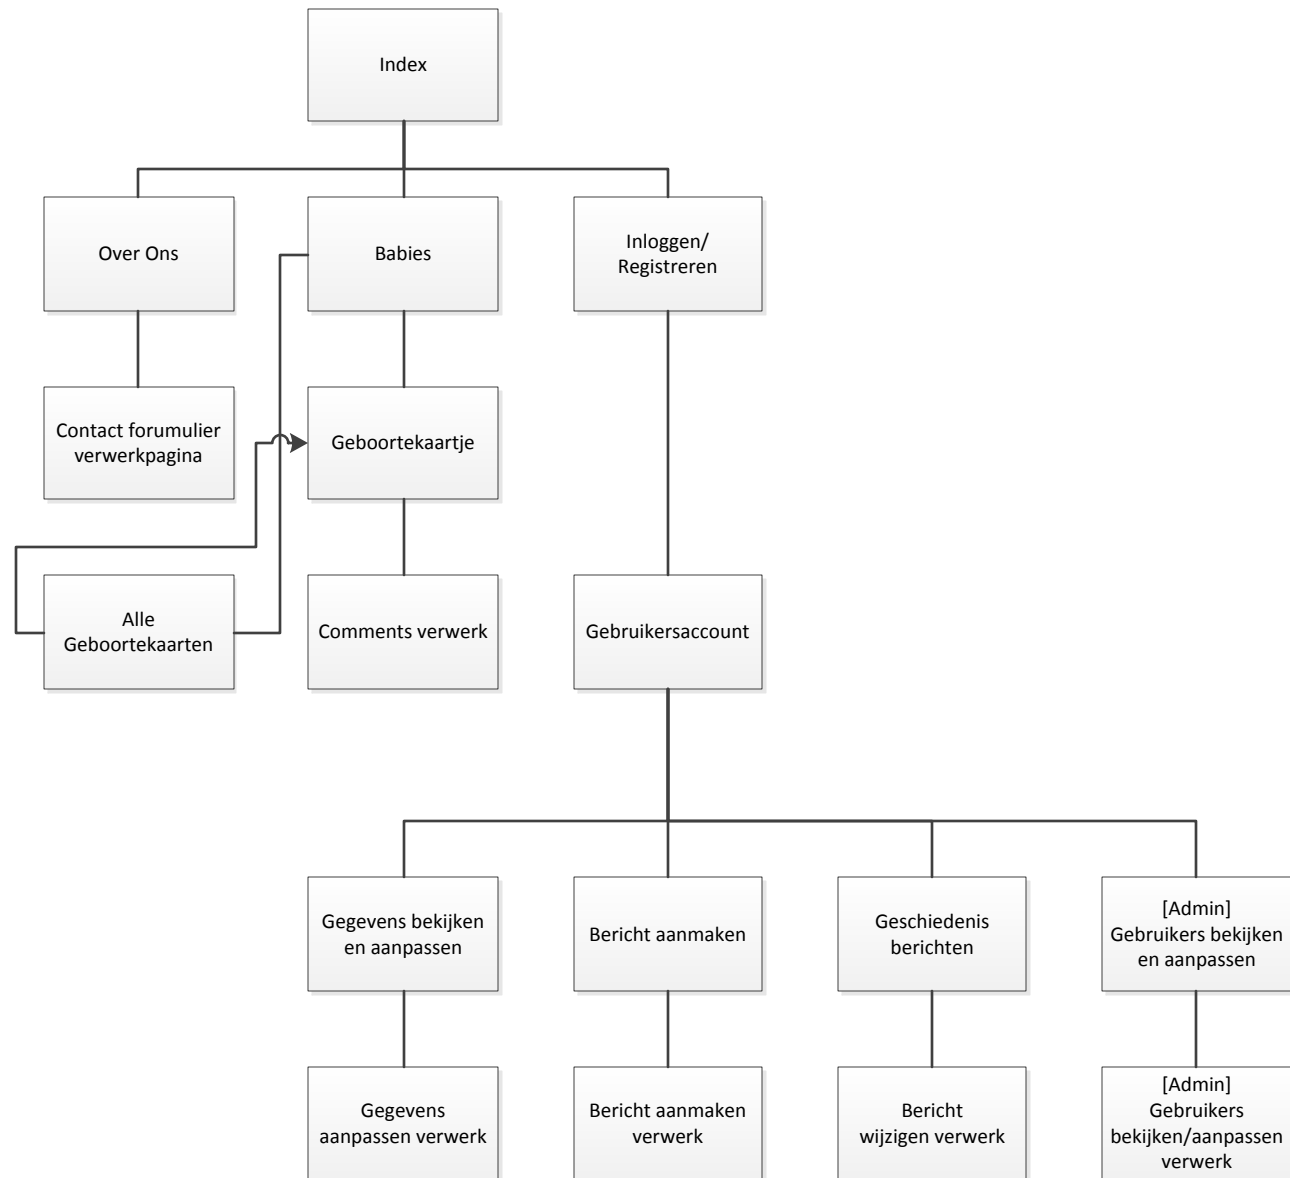 Index
Over Ons
Babies
Inloggen/
Registreren
Contact forumulier
verwerkpagina
Geboortekaartje
Alle
Geboortekaarten
Comments verwerk
Gebruikersaccount
Gegevens bekijken
en aanpassen
Bericht aanmaken
Geschiedenis
berichten
[Admin]
Gebruikers bekijken
en aanpassen
Gegevens
aanpassen verwerk
Bericht aanmaken
verwerk
Bericht
wijzigen verwerk
[Admin]
Gebruikers
bekijken/aanpassen
verwerk